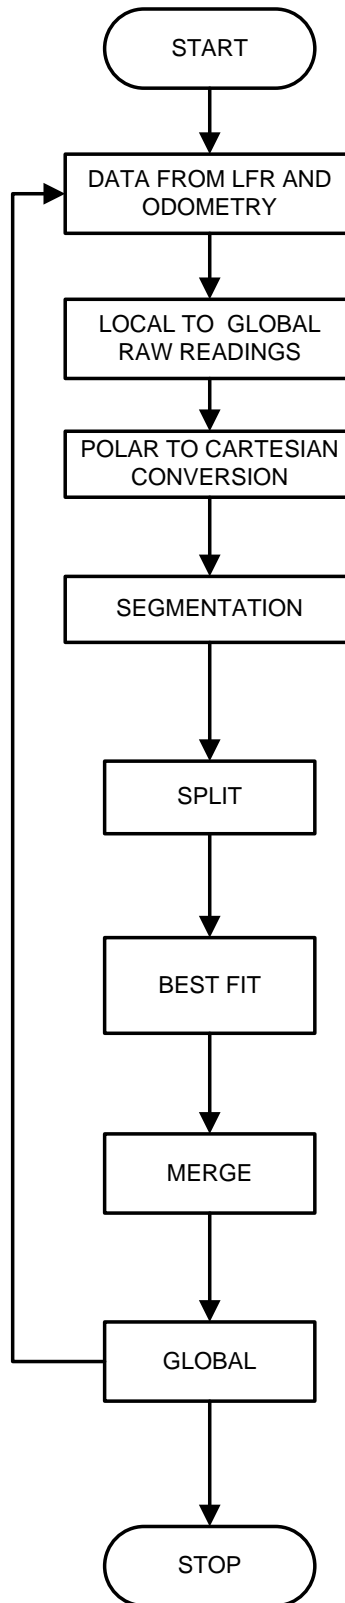 START
DATA FROM LFR AND
ODOMETRY
LOCAL TO  GLOBAL
RAW READINGS
POLAR TO CARTESIAN
CONVERSION
SEGMENTATION
SPLIT
BEST FIT
MERGE
GLOBAL
STOP